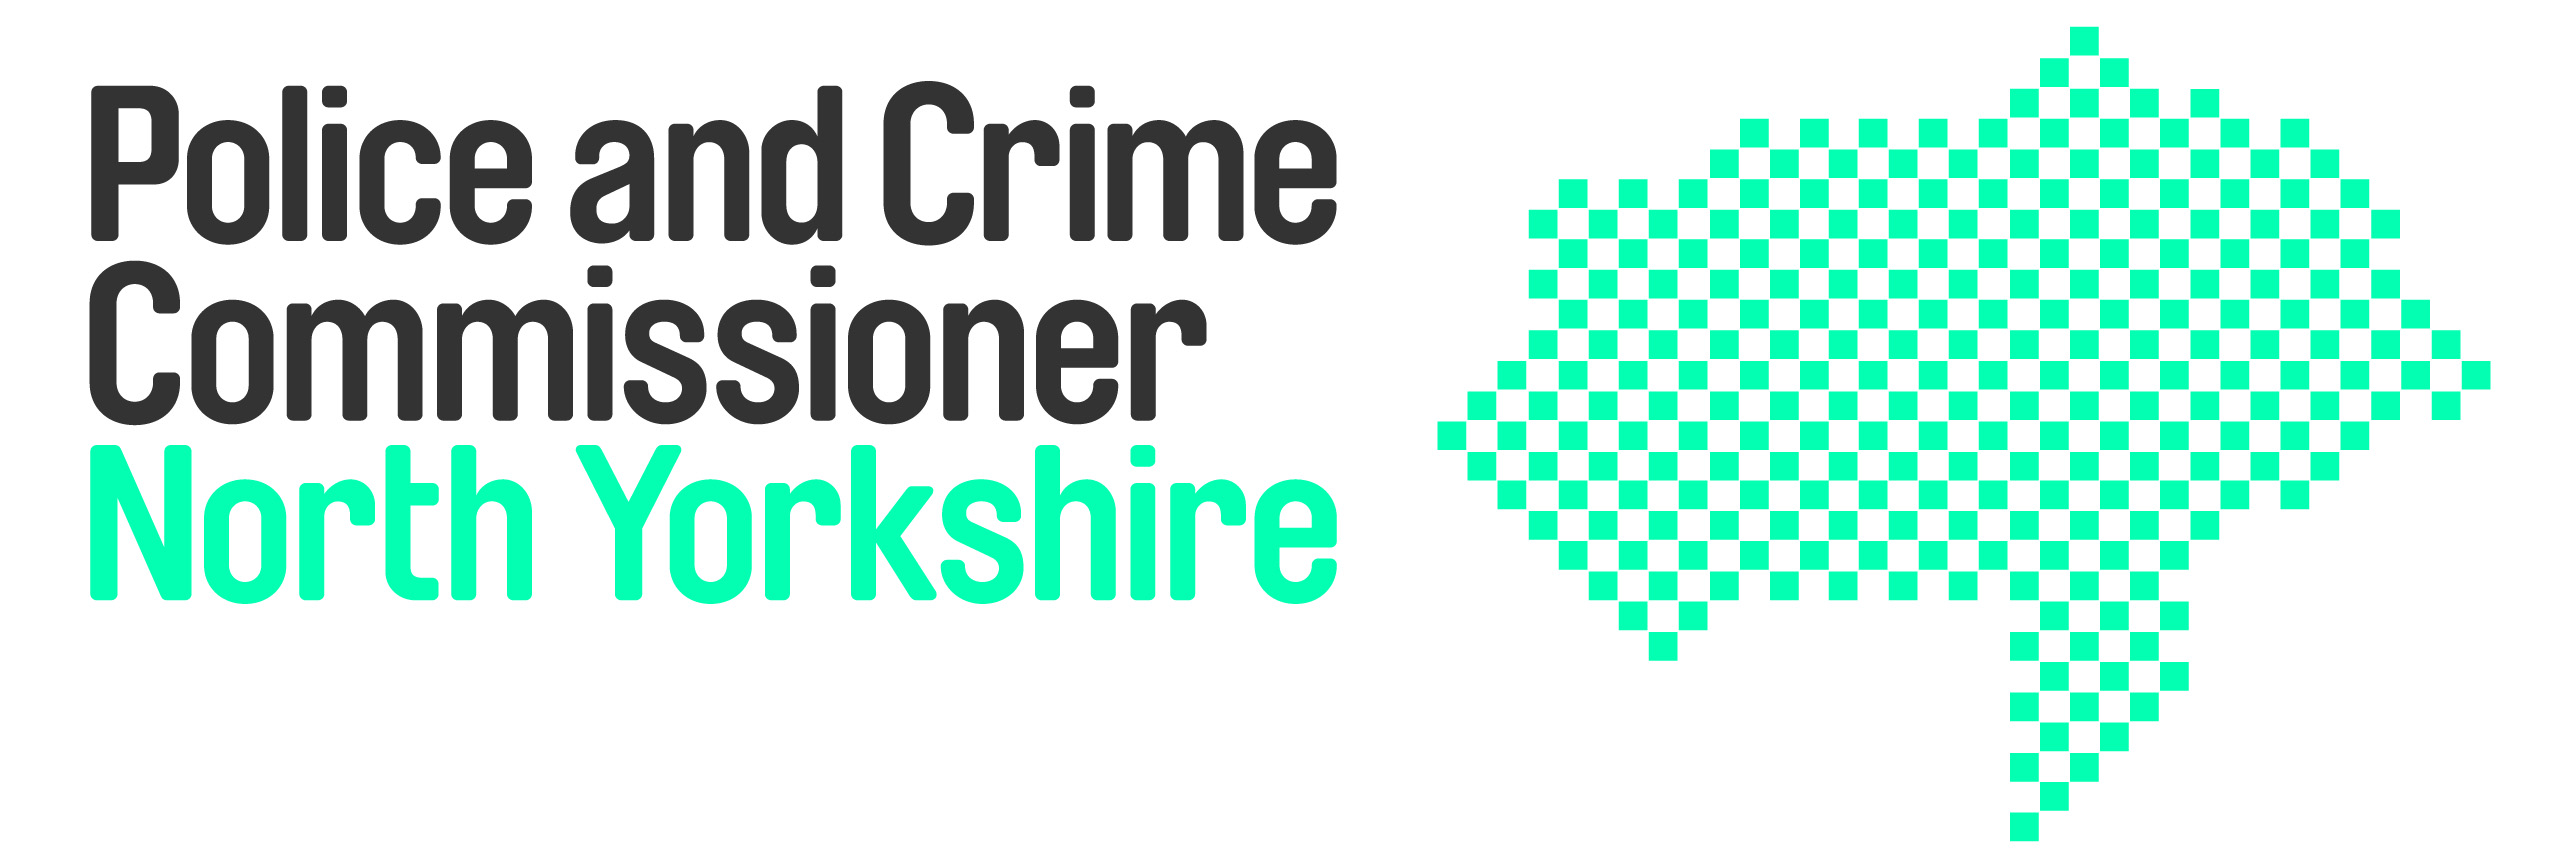 Police and Crime
Commissioner
North Yorkshire